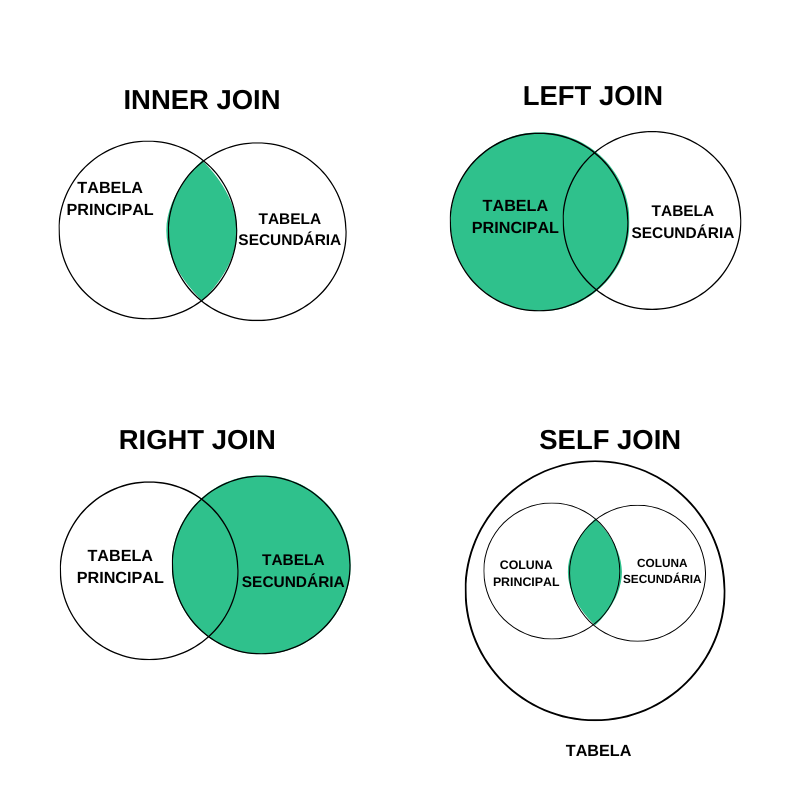 INNER JOIN
TABELA
PRINCIPAL
TABELA
SECUNDÁRIA
LEFT JOIN
TABELA
PRINCIPAL
TABELA
SECUNDÁRIA
RIGHT JOIN
TABELA
PRINCIPAL
TABELA
SECUNDÁRIA
SELF JOIN
COLUNA
PRINCIPAL
COLUNA
SECUNDÁRIA
TABELA